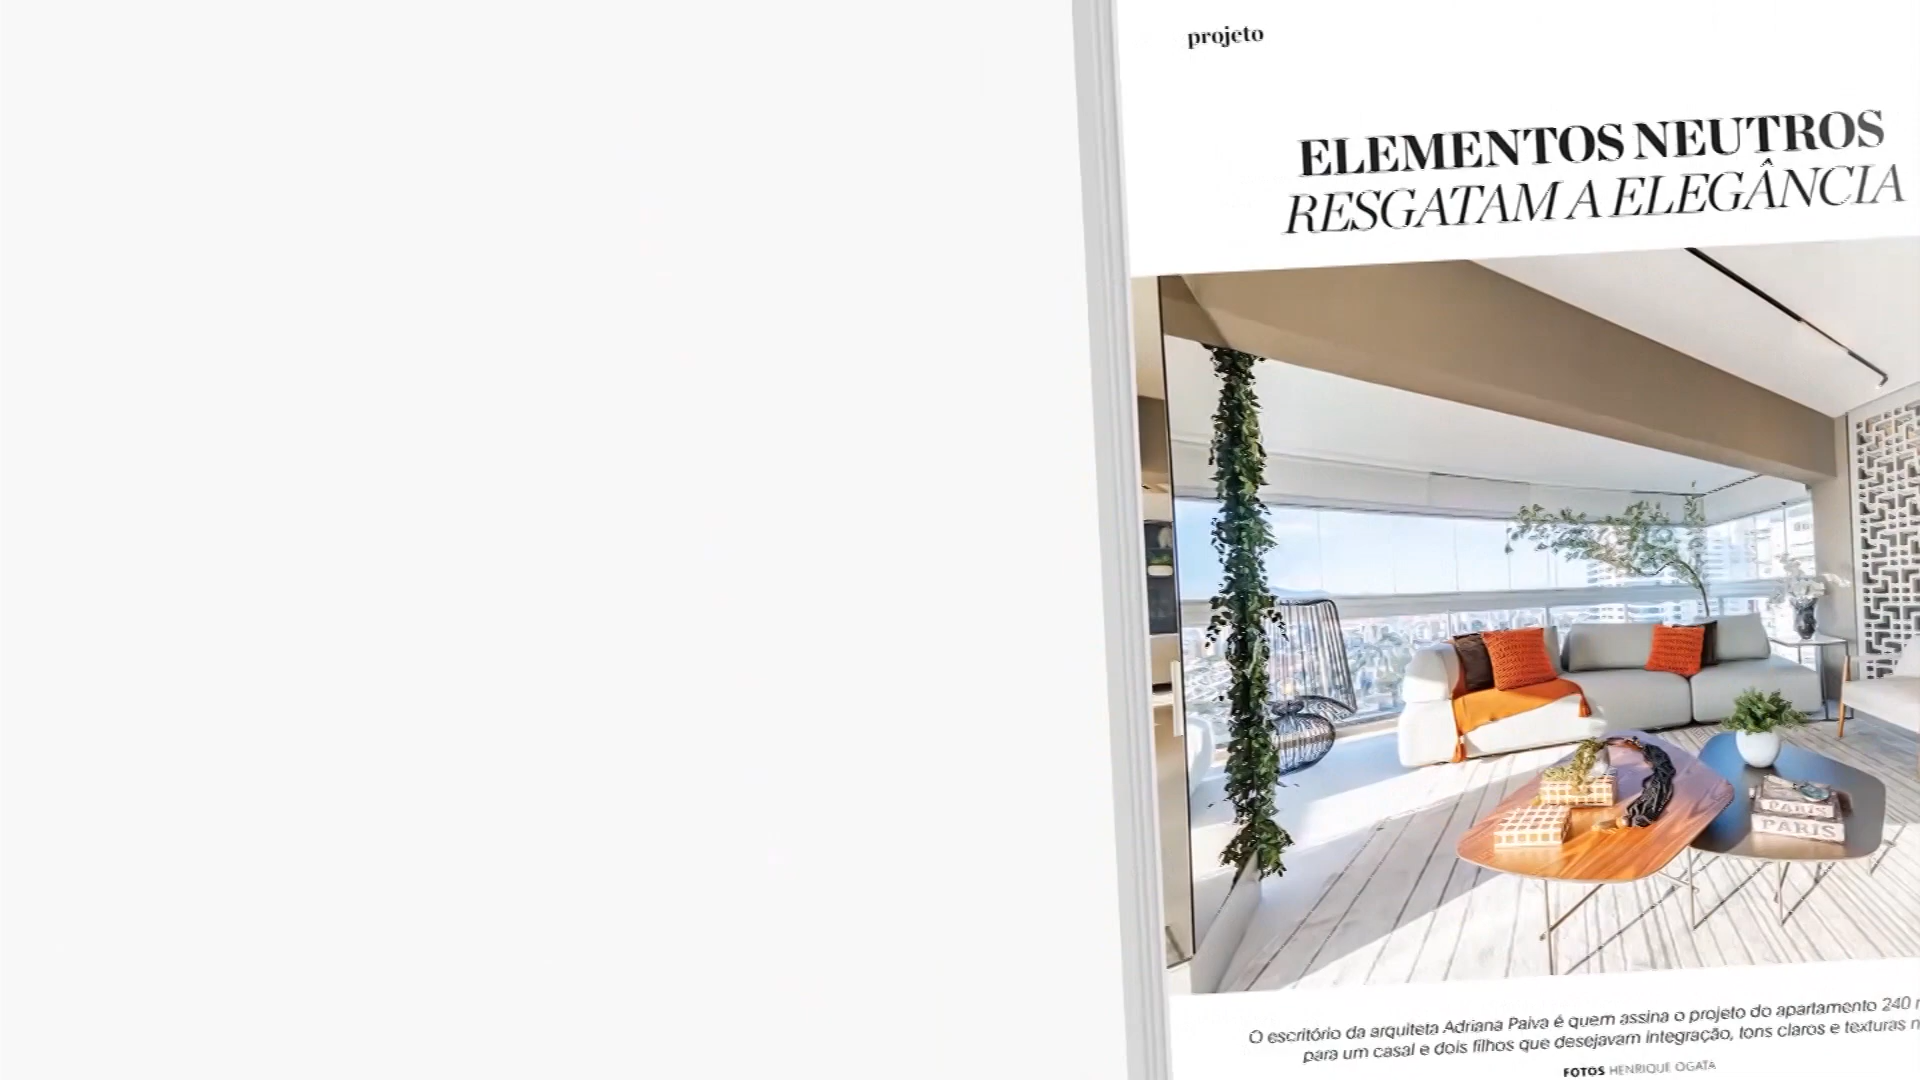 projeto
ELEMENTOS NEUTROS
RESGATAM A ELEGÂNCIA
PARIS
PARIS
O escritório da arquiteta Adriana Paiva é quem assina o projeto do apartamento 240
para um casal e dois filhos que desejavam integração, tons claros e texturas
FOTOS HENRIQUE OGATA